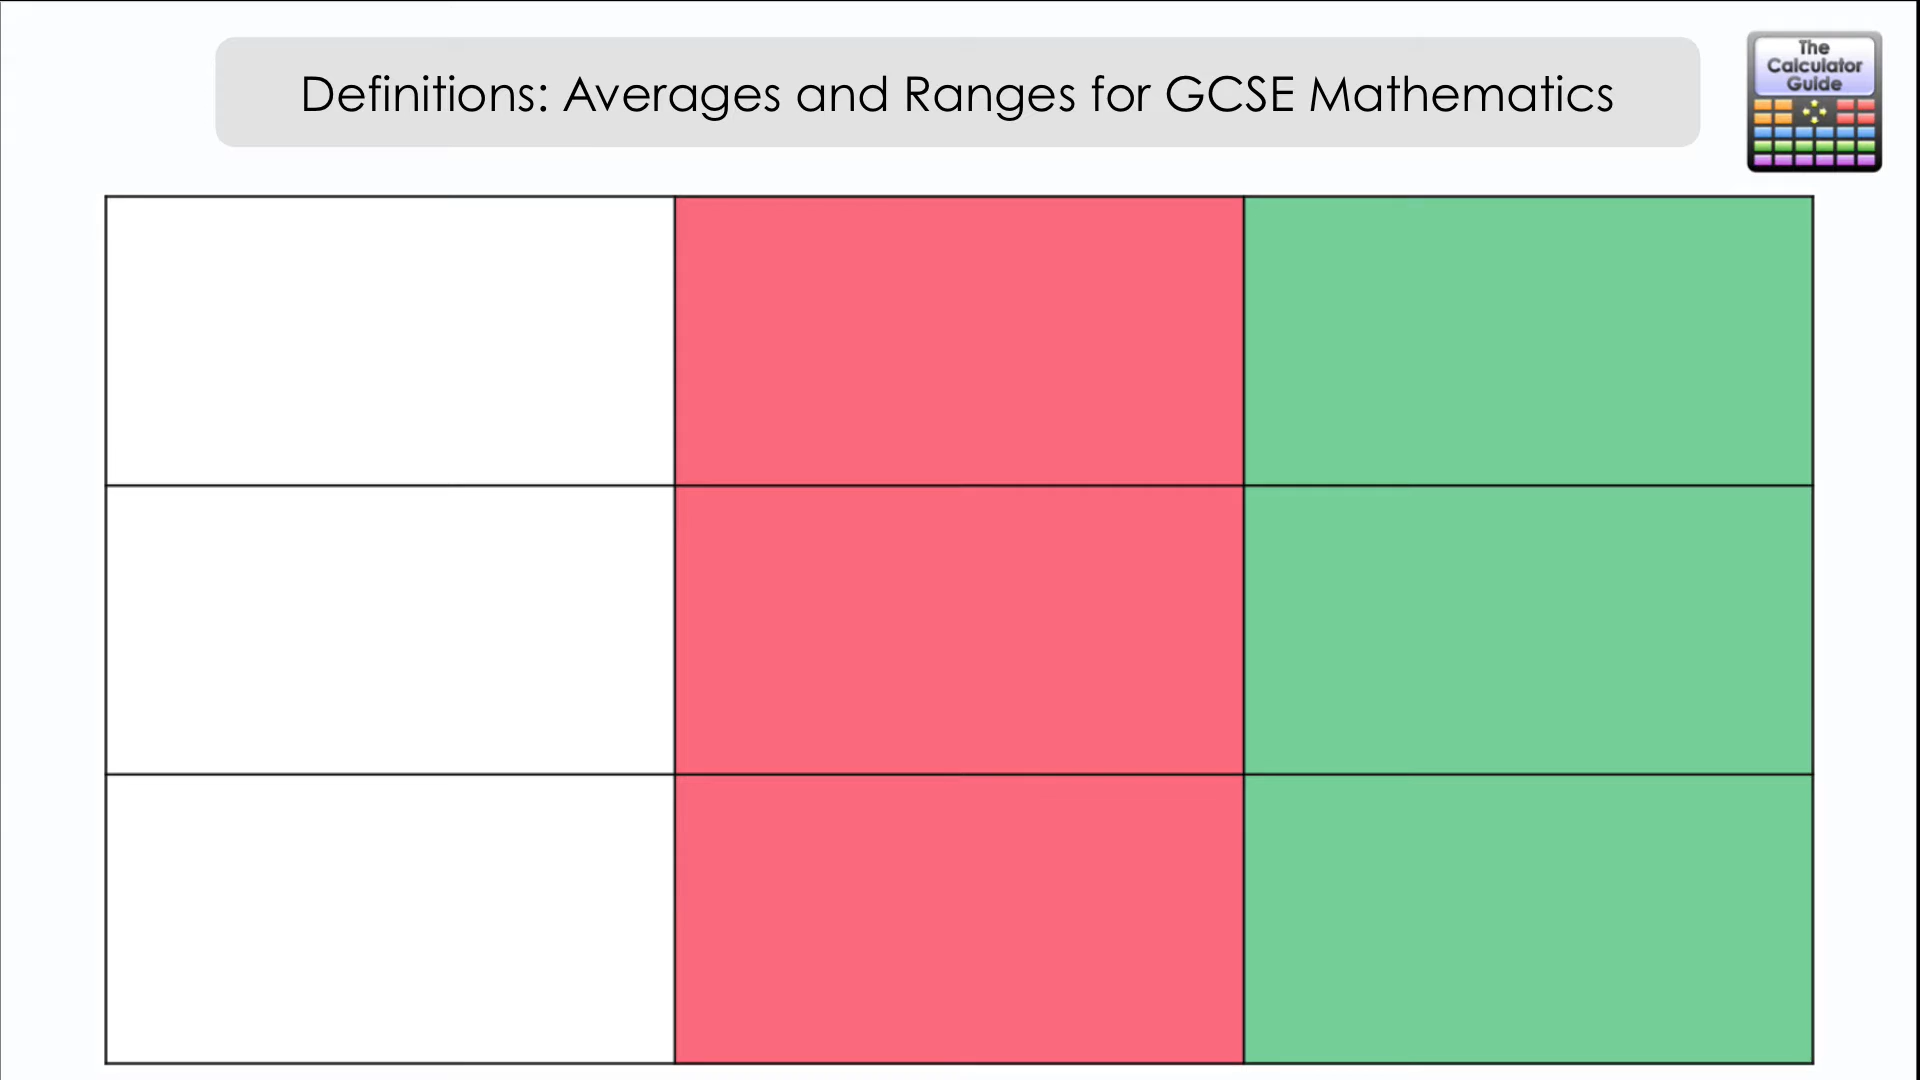 Definitions: Averages and Ranges for GCSE Mathematics
The
Calculator
Guide